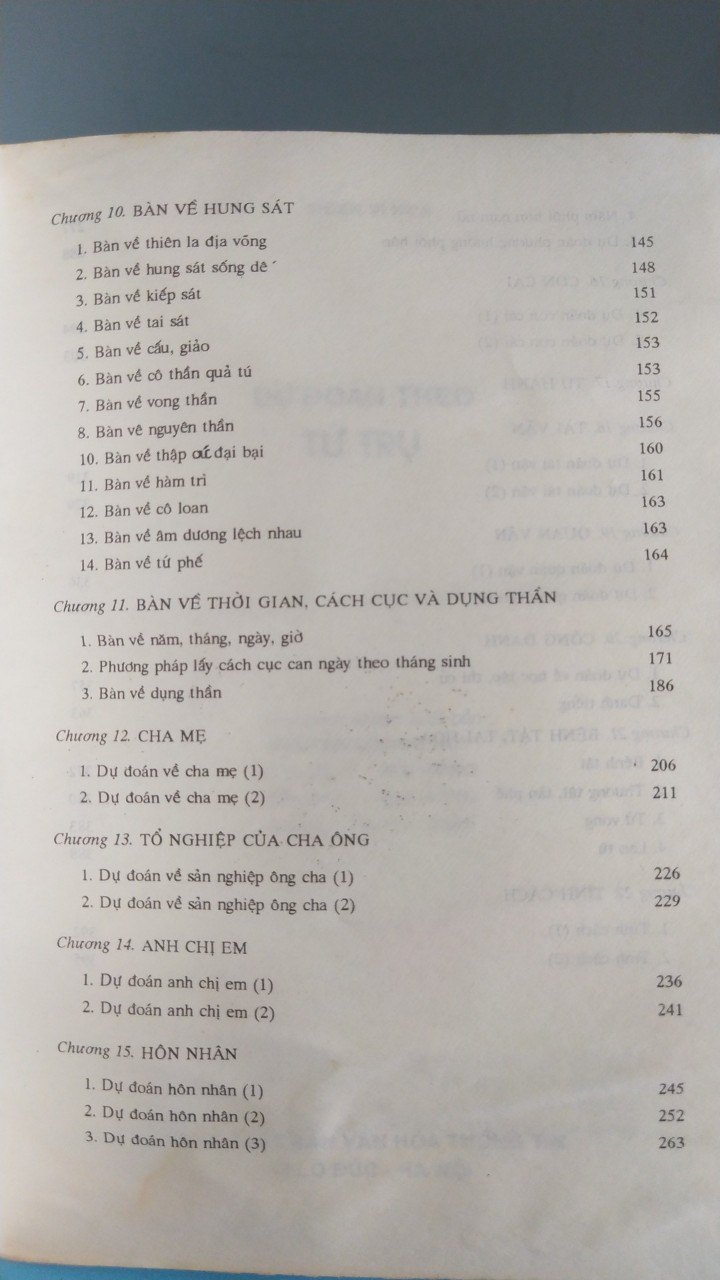 Chương 10. BÀN VỀ HUNG SÁT
1. Bàn về thiên la địa võng 145
2. Bàn về hung sát sống dê 148
3. Bàn về kiếp sát 151
4. Bàn về tai sát 152
5. Bàn về cấu, giảo 153
6. Bàn về cô thần quả tú 153
7. Bàn về vong thần 155
8. Bàn vê nguyên thần 156
10. Bàn về thập ác đại bại 160
11. Bàn về hàm trì 161
12. Bàn về cô loan 163
13. Bàn về âm dương lệch nhau 163
14. Bàn về tứ phế 164
Chương 11. BÀN VỀ THỜI GIAN, CÁCH CỤC VÀ DỤNG THẦN
1. Bàn về năm, tháng, ngày, giờ 165
2. Phương pháp lấy cách cục can ngày theo tháng sinh 171
3. Bàn về dụng thần 186
Chương 12. CHA MẸ
1. Dự đoán về cha mẹ (1) 206
2. Dự đoán về cha mẹ (2) 211
Chương 13. TỔ NGHIỆP CỦA CHA ÔNG
1. Dự đoán về sản nghiệp ông cha (1) 226
2. Dự đoán về sản nghiệp ông cha (2) 229
Chương 14. ANH CHỊ EM
1. Dự đoán anh chị em (1) 236
2. Dự đoán anh chị em (2) 241
Chương 15. HÔN NHÂN
1. Dự đoán hôn nhân (1) 245
2. Dự đoán hôn nhân (2) 252
3. Dự đoán hôn nhân (3) 263